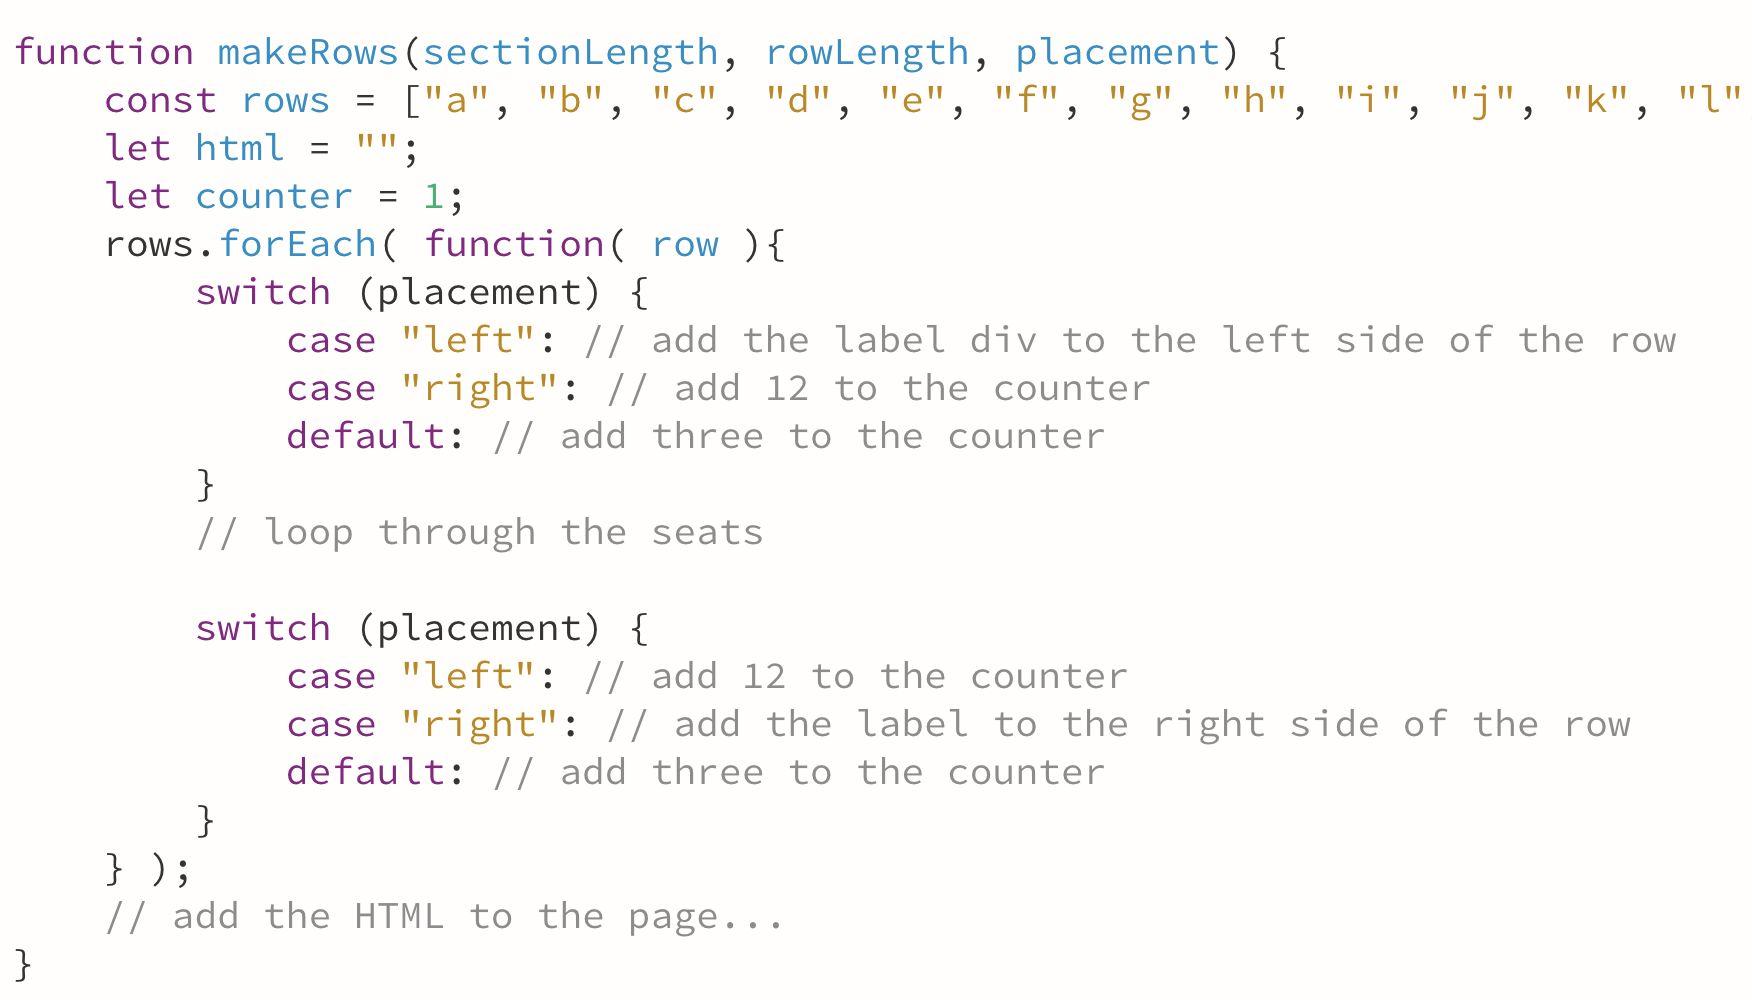 function makeRows(sectionLength, rowLength, placement) {
    const rows = ["a", "b", "c", "d", "e", "f", "g", "h", "i", "j", "k", "l"
    let html = "";
    let counter = 1;
    rows.forEach( function( row ){
        switch (placement) {
            case "left": // add the label div to the left side of the row
            case "right": // add 12 to the counter
            default: // add three to the counter
        }
        // loop through the seats

        switch (placement) {
            case "left": // add 12 to the counter
            case "right": // add the label to the right side of the row
            default: // add three to the counter
        }
    } );
    // add the HTML to the page...
}